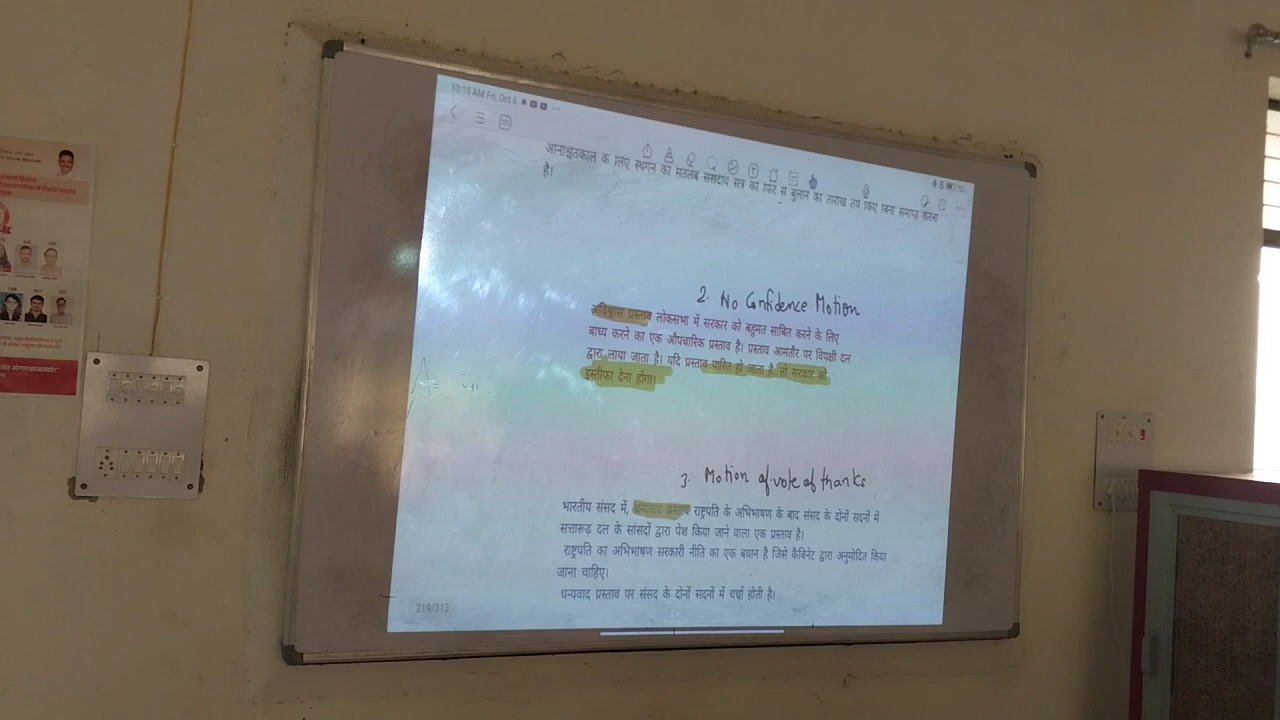 10:15 AM Fri, Oct 6
अनिश्चितकाल के लिए स्थगन का मतलब संसदीय सत्र को फिर से बुलाने की तारीख तय किए बिना समाप्त करना
है।
2. No Confidence Motion
अविश्वास प्रस्ताव लोकसभा में सरकार को बहुमत साबित करने के लिए
बाध्य करने का एक औपचारिक प्रस्ताव है। प्रस्ताव आमतौर पर विपक्षी दल
द्वारा लाया जाता है। यदि प्रस्ताव पारित हो जाता है तो सरकार को
इस्तीफा देना होगा।
3. Motion of vote of thanks
भारतीय संसद में, धन्यवाद प्रस्ताव राष्ट्रपति के अभिभाषण के बाद संसद के दोनों सदनों में
सत्तारूढ़ दल के सांसदों द्वारा पेश किया जाने वाला एक प्रस्ताव है।
राष्ट्रपति का अभिभाषण सरकारी नीति का एक बयान है जिसे कैबिनेट द्वारा अनुमोदित किया
जाना चाहिए।
धन्यवाद प्रस्ताव पर संसद के दोनों सदनों में चर्चा होती है।
219/313